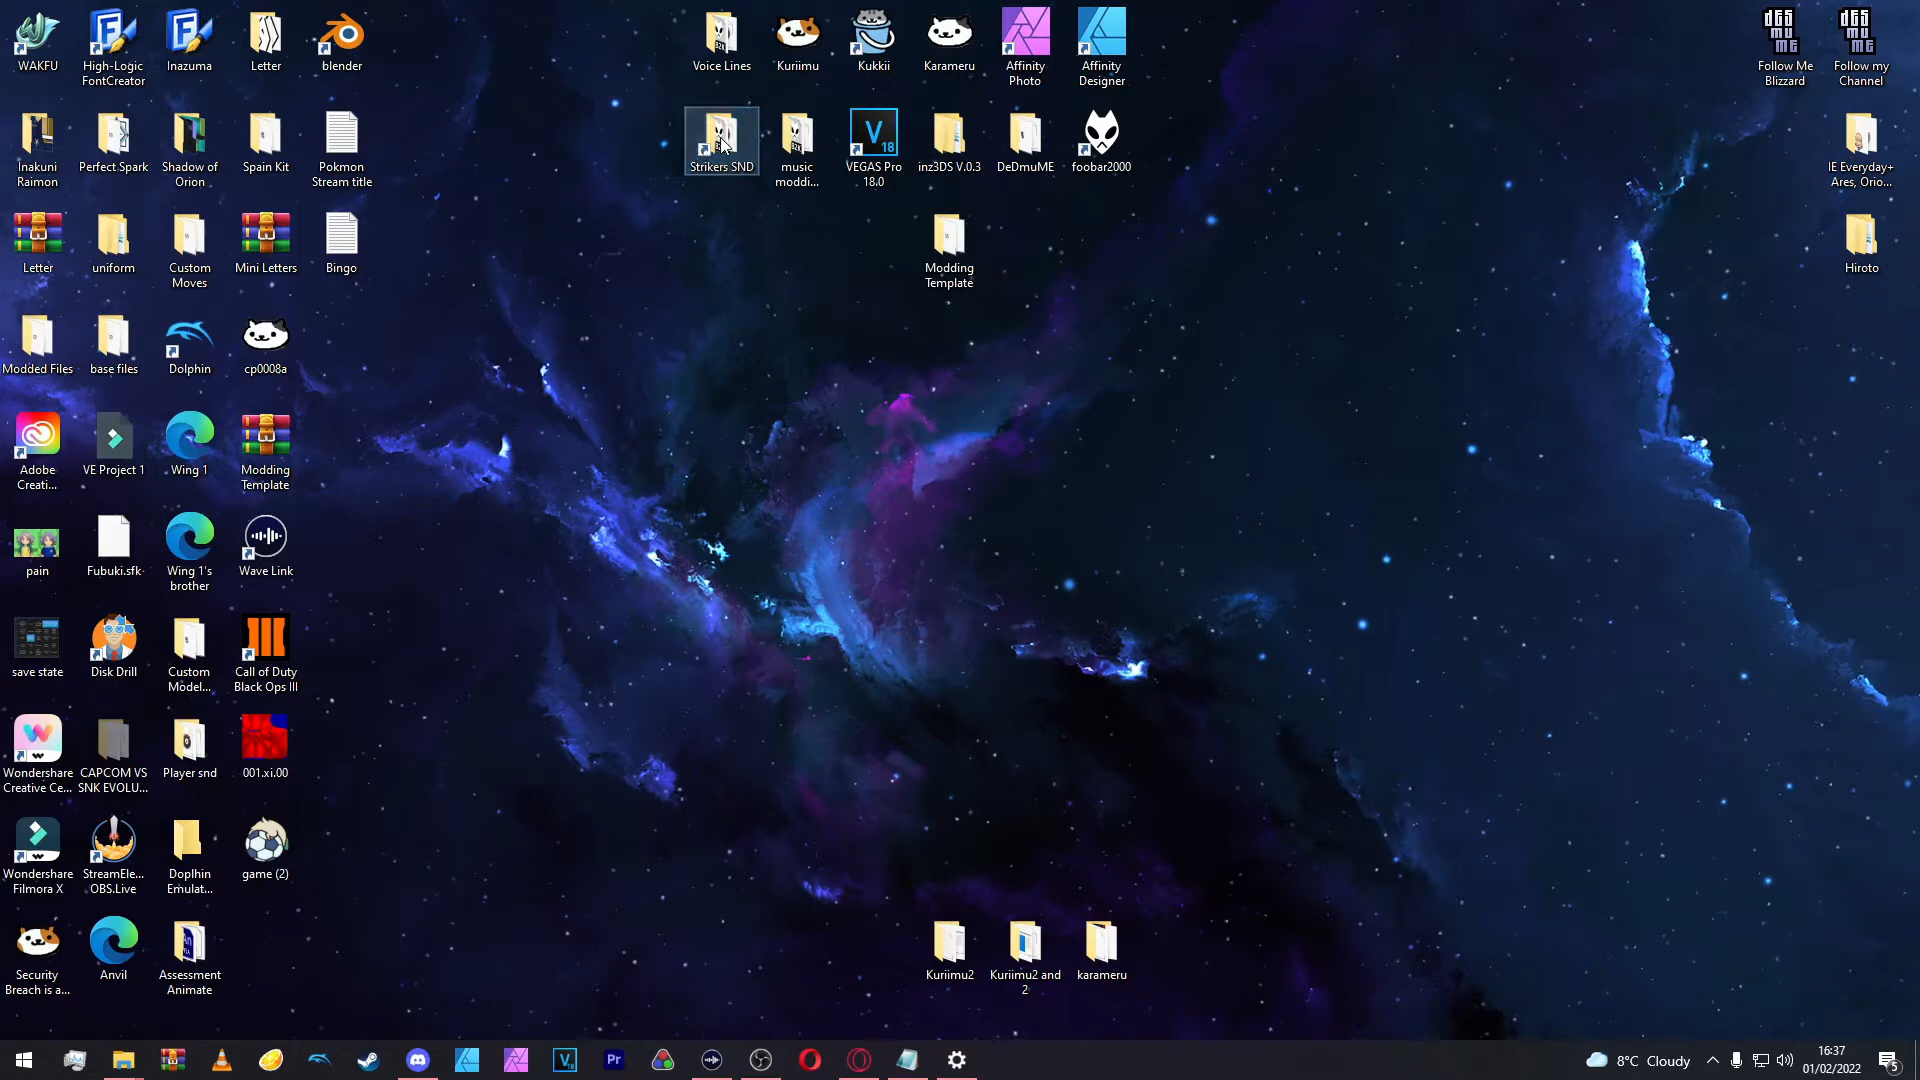 WAKFU
High-Logic
FontCreator
Inazuma
Letter
blender
Voice Lines
Kuriimu
Kukkii
Karameru
Affinity
Photo
Affinity
Designer
Follow Me
Blizzard
Follow my
Channel
Inakuni
Raimon
Perfect Spark
Shadow of
Orion
Spain Kit
Pokmon
Stream title
Strikers SND
music
moddi...
VEGAS Pro
18.0
inz3DS V.0.3
DeDmuME
foobar2000
IE Everyday+
Ares, Orio...
Letter
uniform
Custom
Moves
Mini Letters
Bingo
Modding
Template
Hiroto
Modded Files
base files
Dolphin
cp0008a
Adobe
Creati...
VE Project 1
Wing 1
Modding
Template
pain
Fubuki.sfk
Wing 1's
brother
Wave Link
save state
Disk Drill
Custom
Model...
Call of Duty
Black Ops III
Wondershare
Creative Ce...
CAPCOM VS
SNK EVOLU...
Player snd
001.xi.00
Wondershare
Filmora X
StreamEle...
OBS.Live
Doplhin
Emulat...
game (2)
Security
Breach is a...
Anvil
Assessment
Animate
Kuriimu2
Kuriimu2 and
2
karameru
8°C Cloudy
16:37
01/02/2022
5